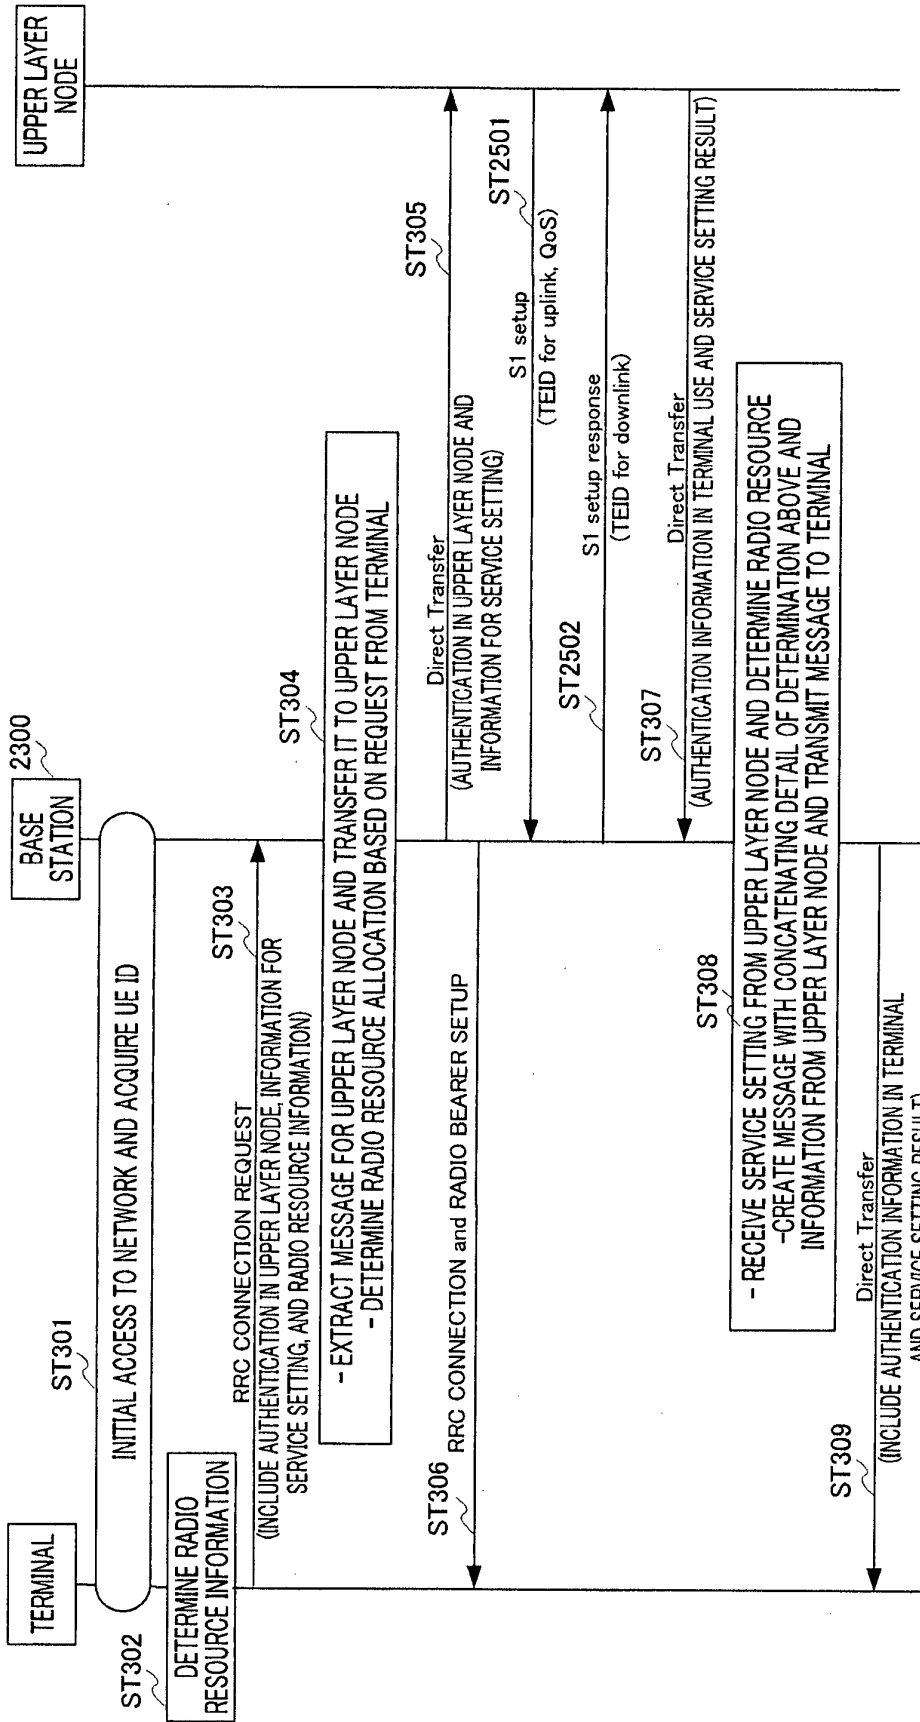 TERMINAL
BASE
STATION
2300
UPPER LAYER
NODE
ST301
INITIAL ACCESS TO NETWORK AND ACQUIRE UE ID
ST302
DETERMINE RADIO
RESOURCE INFORMATION
RRC CONNECTION REQUEST
ST303
(INCLUDE AUTHENTICATION IN UPPER LAYER NODE, INFORMATION FOR
SERVICE SETTING, AND RADIO RESOURCE INFORMATION)
ST304
- EXTRACT MESSAGE FOR UPPER LAYER NODE AND TRANSFER IT TO UPPER LAYER NODE
- DETERMINE RADIO RESOURCE ALLOCATION BASED ON REQUEST FROM TERMINAL
ST305
Direct Transfer
(AUTHENTICATION IN UPPER LAYER NODE AND
INFORMATION FOR SERVICE SETTING)
ST306
RRC CONNECTION and RADIO BEARER SETUP
ST2501
S1 setup
(TEID for uplink, QoS)
ST2502
S1 setup response
(TEID for downlink)
ST307
Direct Transfer
(AUTHENTICATION INFORMATION IN TERMINAL USE AND SERVICE SETTING RESULT)
ST308
- RECEIVE SERVICE SETTING FROM UPPER LAYER NODE AND DETERMINE RADIO RESOURCE
-CREATE MESSAGE WITH CONCATENATING DETAIL OF DETERMINATION ABOVE AND
INFORMATION FROM UPPER LAYER NODE AND TRANSMIT MESSAGE TO TERMINAL
ST309
Direct Transfer
(INCLUDE AUTHENTICATION INFORMATION IN TERMINAL
AND SERVICE SETTING RESULT)